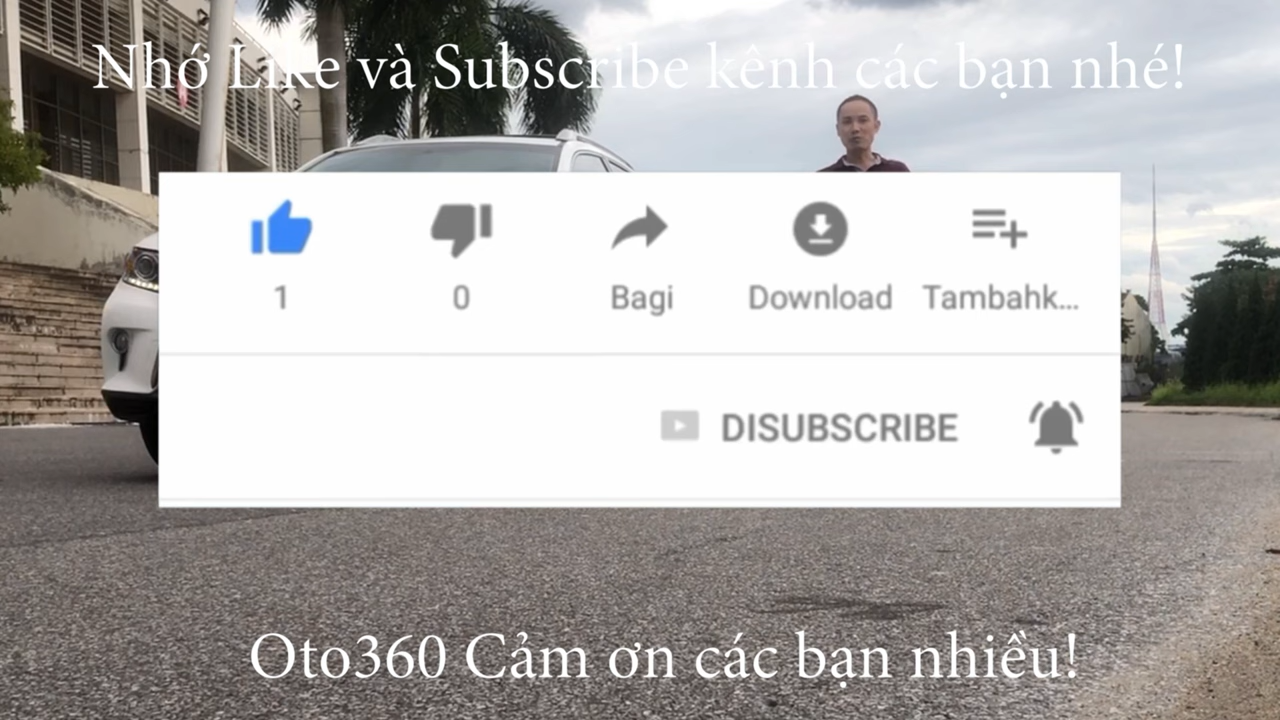 Nhớ Like và Subscribe kênh các bạn nhé!
1 0 Bagi Download Tambahk...
DISUBSCRIBE
Oto360 Cảm ơn các bạn nhiều!